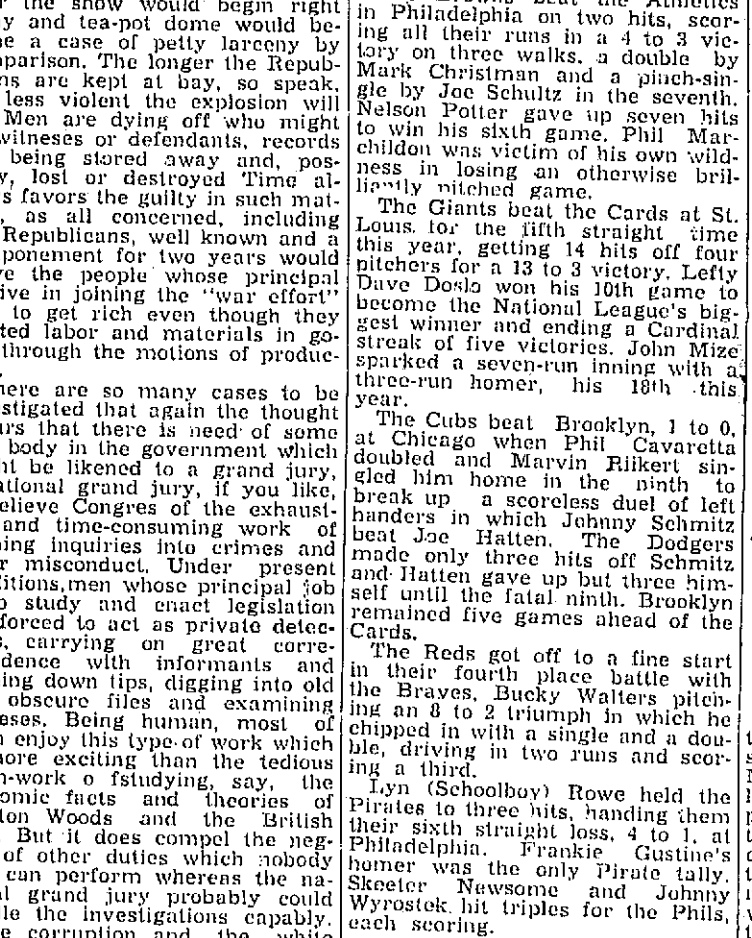 the show would begin right
y and tea-pot dome would be-
e a case of petty larceny by
parison. The longer the Repub-
ns are kept at bay, so speak,
less violent the explosion will
Men are dying off who might
witneses or defendants, records
being stored away and, pos-
y, lost or destroyed Time al-
s favors the guilty in such mat-
, as all concerned, including
Republicans, well known and a
ponement for two years would
ve the people whose principal
ive in joining the "war effort"
to get rich even though they
ted labor and materials in go-
through the motions of produc-
here are so many cases to be
stigated that again the thought
urs that there is need of some
body in the government which
ht be likened to a grand jury,
ational grand jury, if you like,
elieve Congres of the exhaust-
and time-consuming work of
ing inquiries into crimes and
r misconduct. Under present
ditions,men whose principal job
o study and enact legislation
forced to act as private detec-
s, carrying on great corre-
dence with informants and
ing down tips, digging into old
obscure files and examining
eses. Being human, most of
n enjoy this type of work which
more exciting than the tedious
n-work o fstudying, say, the
omic facts and theories of
ton Woods and the British
But it does compel the neg-
of other duties which nobody
can perform whereas the na-
al grand jury probably could
le the investigations capably.
e corruption and the white
beat the Athletics
in Philadelphia on two hits, scor-
ing all their runs in a 4 to 3 vic-
tory on three walks, a double by
Mark Christman and a pinch-sin-
gle by Joe Schultz in the seventh.
Nelson Potter gave up seven hits
to win his sixth game. Phil Mar-
childon was victim of his own wild-
ness in losing an otherwise bril-
liantly pitched game.
The Giants beat the Cards at St.
Louis for the fifth straight time
this year, getting 14 hits off four
pitchers for a 13 to 3 victory. Lefty
Dave Doslo won his 10th game to
become the National League's big-
gest winner and ending a Cardinal
streak of five victories. John Mize
sparked a seven-run inning with a
three-run homer, his 18th this
year.
The Cubs beat Brooklyn, 1 to 0,
at Chicago when Phil Cavaretta
doubled and Marvin Riikert sin-
gled him home in the ninth to
break up a scoreless duel of left
handers in which Johnny Schmitz
beat Joe Hatten. The Dodgers
made only three hits off Schmitz
and Hatten gave up but three him-
self until the fatal ninth. Brooklyn
remained five games ahead of the
Cards.
The Reds got off to a fine start
in their fourth place battle with
the Braves, Bucky Walters pitch-
ing an 8 to 2 triumph in which he
chipped in with a single and a dou-
ble, driving in two runs and scor-
ing a third.
Lyn (Schoolboy) Rowe held the
Pirates to three hits, handing them
their sixth straight loss, 4 to 1, at
Philadelphia. Frankie Gustine's
homer was the only Pirate tally.
Skeeter Newsome and Johnny
Wyrostek hit triples for the Phils,
each scoring.